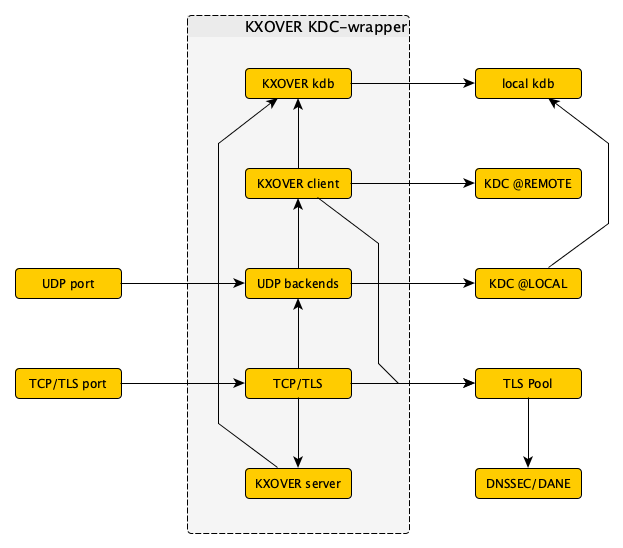 KXOVER KDC-wrapper
KXOVER kdb
local kdb
KXOVER client
KDC @REMOTE
UDP port
UDP backends
KDC @LOCAL
TCP/TLS port
TCP/TLS
TLS Pool
KXOVER server
DNSSEC/DANE